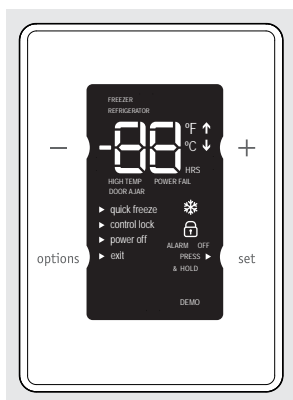 FREEZER
REFRIGERATOR
-88 °F
°C
HRS
HIGH TEMP POWER FAIL
DOOR AJAR
− +
quick freeze
control lock
power off
exit
ALARM OFF
PRESS
& HOLD
options set
DEMO